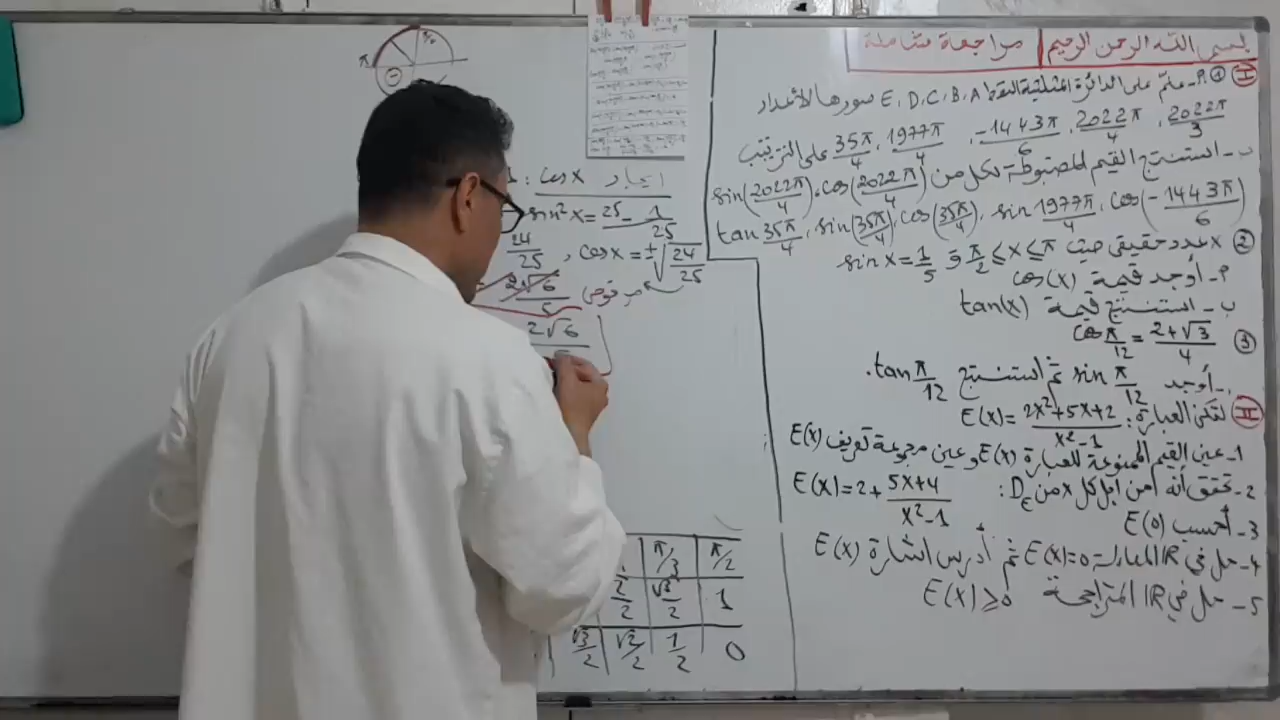 بسم الله الرحمن الرحيم | مراجعة شاملة
I ① P- علّم على الدائرة المثلثية النقط E, D, C, B, A صورها الأعداد
2022π/3 , 2022π/4 , -1443π/6 , 1977π/4 , 35π/4 على الترتيب
ب- استنتج القيم المضبوطة لكل من sin(2022π/4) , cos(2022π/4)
cos(-1443π/6) , sin 1977π/4 , cos(35π/4) , sin(35π/4) , tan 35π/4
② x عدد حقيقي حيث π/2 ≤ x ≤ π و sin x = 1/5
P- أوجد قيمة cos(x)
ب- استنتج قيمة tan(x)
③ cos π/12 = 2+√3/4
- أوجد sin π/12 ثم استنتج tan π/12.
II لتكن العبارة: E(x)= 2x²+5x+2/x²-1
1- عين القيم الممنوعة للعبارة E(x) وعين مجموعة تعريف E(x)
2- تحقق أنه من أجل كل x من D_E: E(x)=2+ 5x+4/x²-1
3- أحسب E(0)
4- حل في IR المعادلة E(x)=0 ثم أدرس اشارة E(x)
5- حل في IR المتراجحة E(x)≥0
π π/2
⊖
ايجاد cos x :
sin²x = 25-1/25
24/25 , cos x = ±√24/25
2√6/5 مرفوض
2√6
π/3 π/2
√3/2 1
√3/2 √2/2 1/2 0